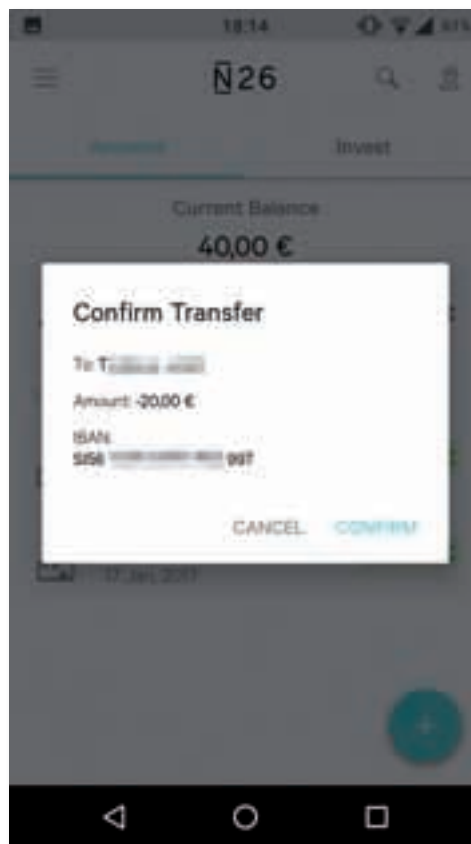 18:14
N26
Account Invest
Current Balance
40,00 €
Confirm Transfer
To: T
Amount: -20,00 €
IBAN:
SI56 997
CANCEL CONFIRM
17 Jan, 2017